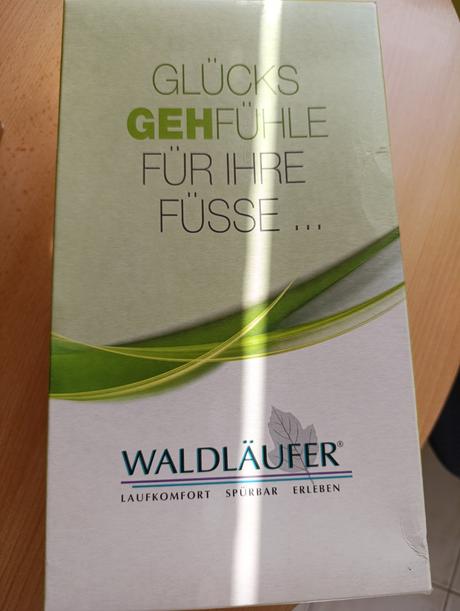 GLÜCKS
GEHFÜHLE
FÜR IHRE
FÜSSE ...
WALDLÄUFER®
LAUFKOMFORT SPÜRBAR ERLEBEN